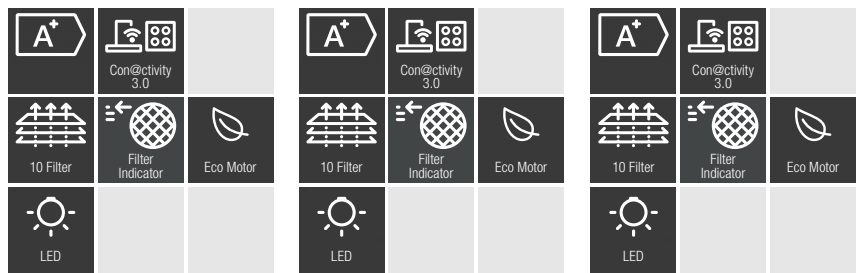 A+
Con@ctivity
3.0
10 Filter
Filter
Indicator
Eco Motor
LED
A+
Con@ctivity
3.0
10 Filter
Filter
Indicator
Eco Motor
LED
A+
Con@ctivity
3.0
10 Filter
Filter
Indicator
Eco Motor
LED